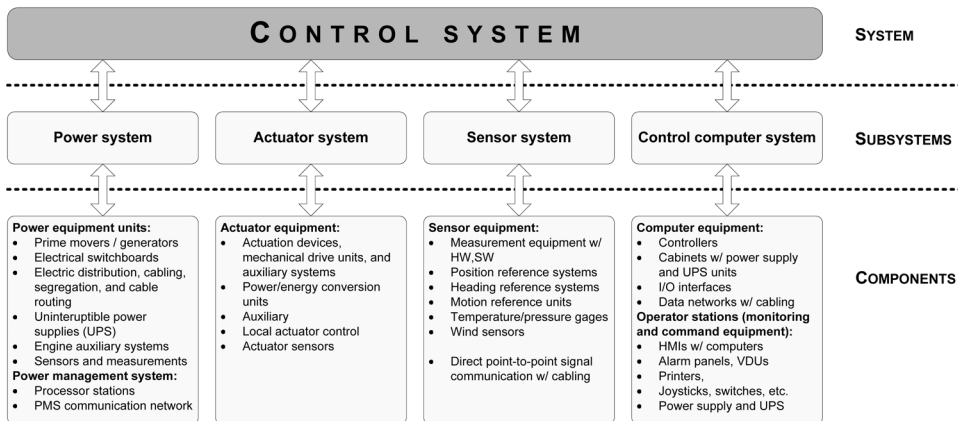 CONTROL SYSTEM
SYSTEM
Power system
Actuator system
Sensor system
Control computer system
SUBSYSTEMS
Power equipment units:
• Prime movers / generators
• Electrical switchboards
• Electric distribution, cabling,
segregation, and cable
routing
• Uninteruptible power
supplies (UPS)
• Engine auxiliary systems
• Sensors and measurements
Power management system:
• Processor stations
• PMS communication network
Actuator equipment:
• Actuation devices,
mechanical drive units, and
auxiliary systems
• Power/energy conversion
units
• Auxiliary
• Local actuator control
• Actuator sensors
Sensor equipment:
• Measurement equipment w/
HW,SW
• Position reference systems
• Heading reference systems
• Motion reference units
• Temperature/pressure gages
• Wind sensors
• Direct point-to-point signal
communication w/ cabling
Computer equipment:
• Controllers
• Cabinets w/ power supply
and UPS units
• I/O interfaces
• Data networks w/ cabling
Operator stations (monitoring
and command equipment):
• HMIs w/ computers
• Alarm panels, VDUs
• Printers,
• Joysticks, switches, etc.
• Power supply and UPS
COMPONENTS